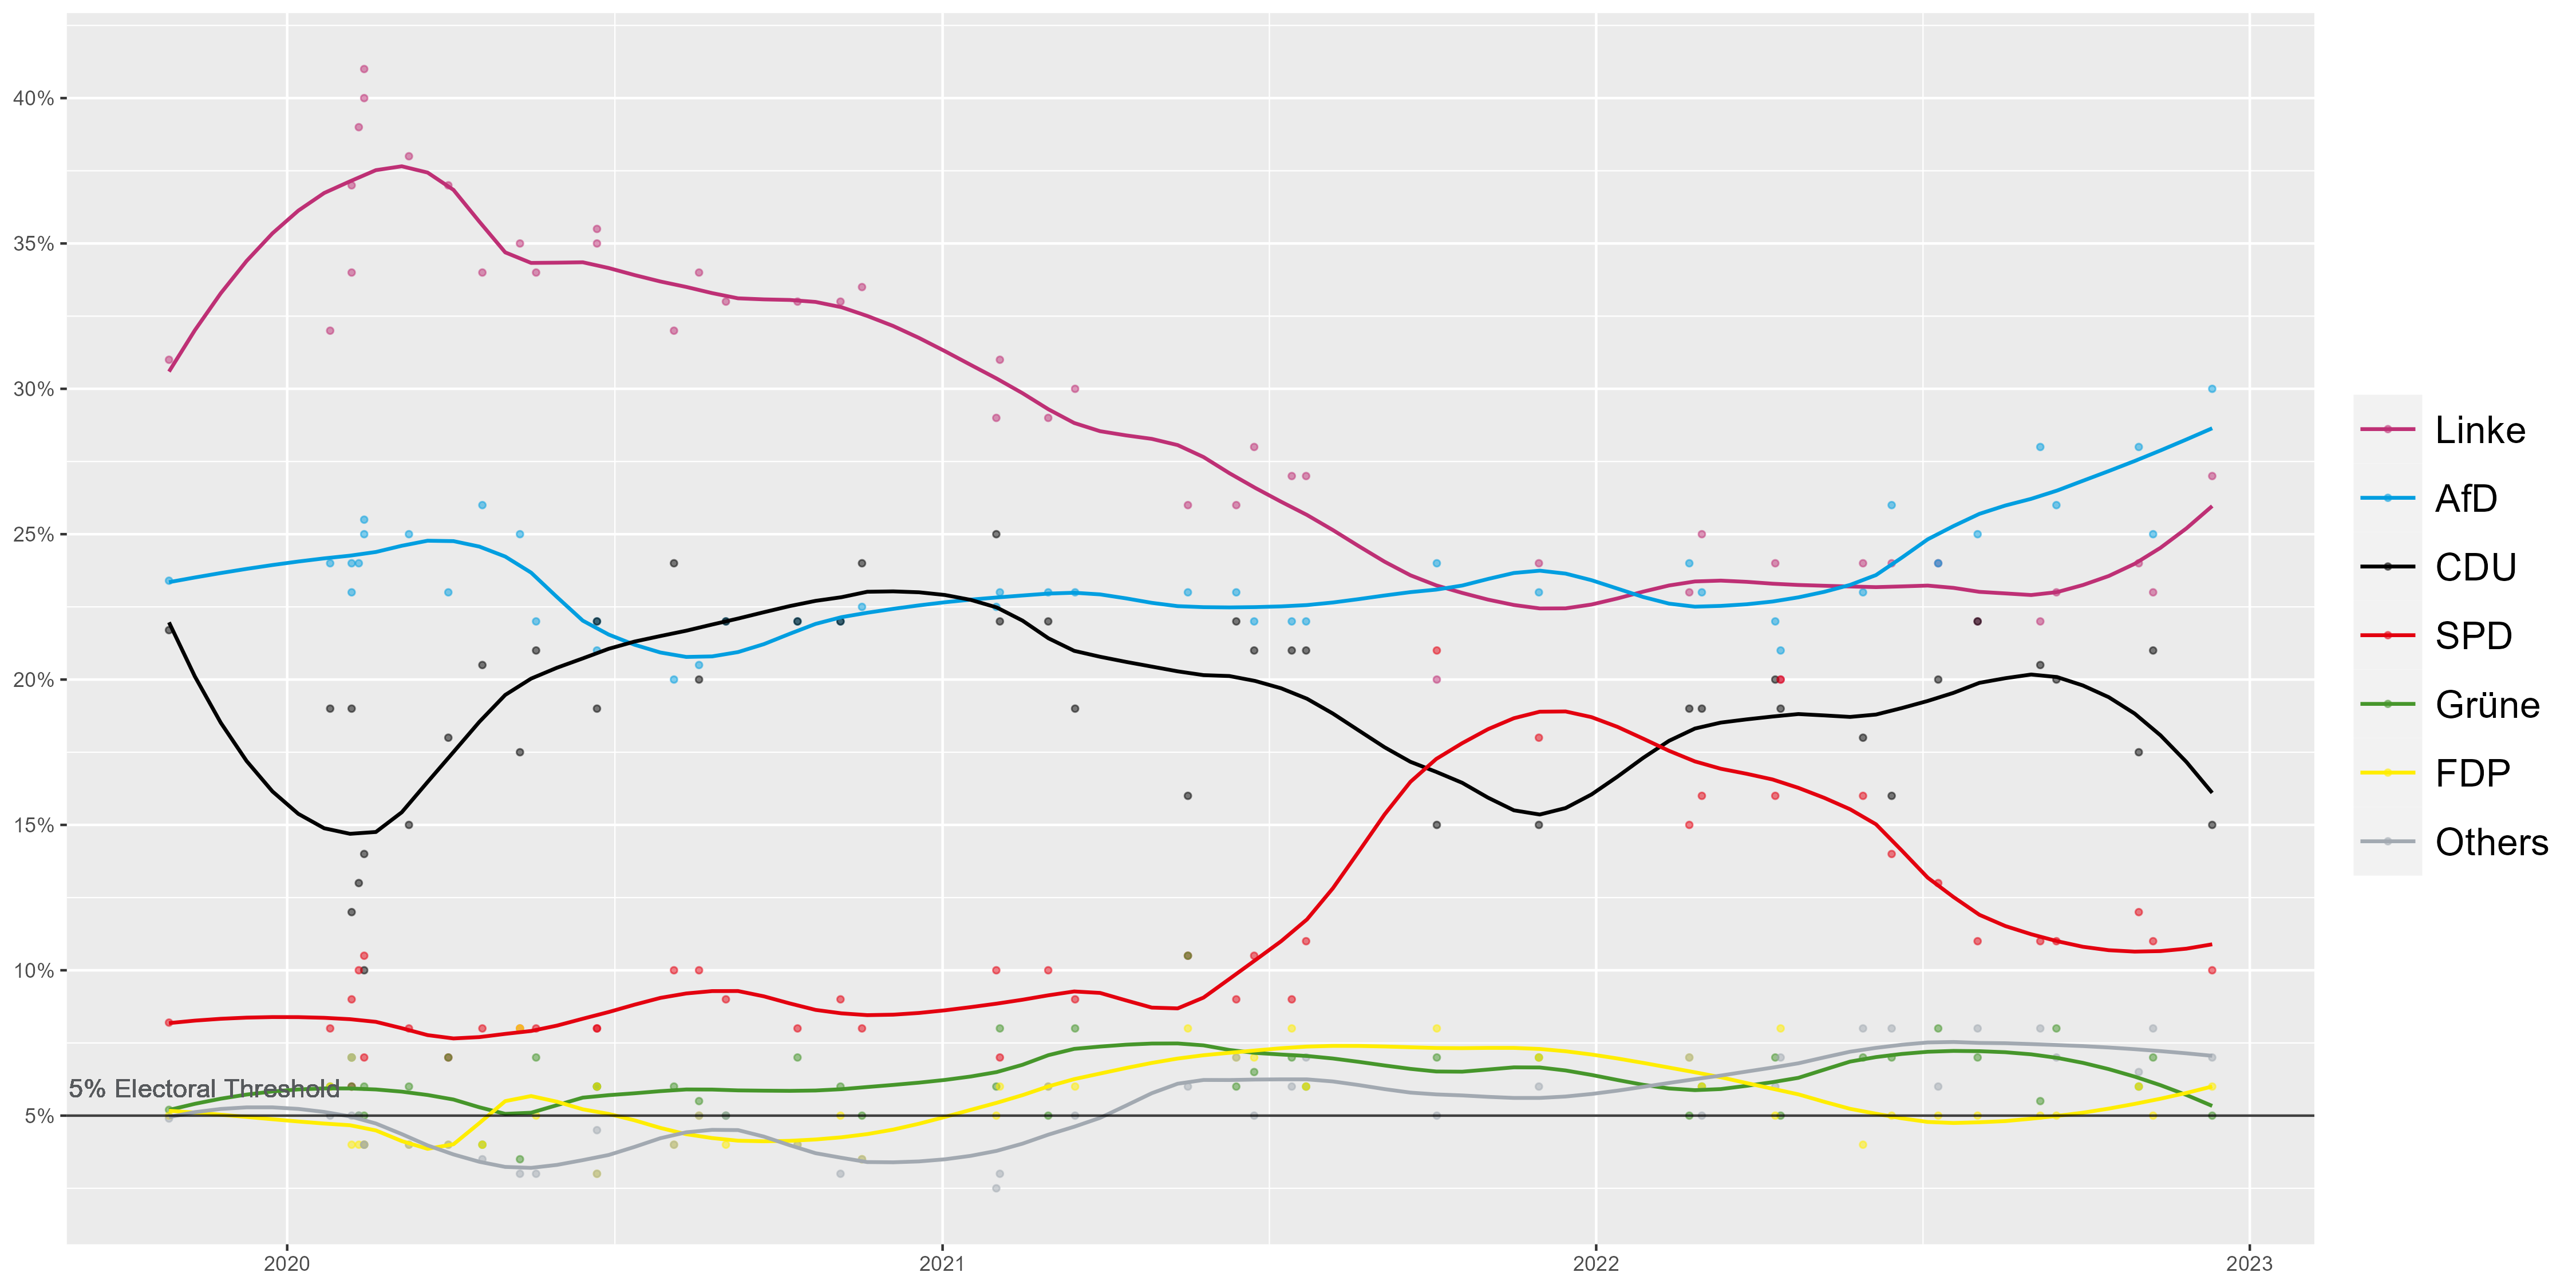 40%
35%
30%
25%
20%
15%
10%
5%
5% Electoral Threshold
2020
2021
2022
2023
Linke
AfD
CDU
SPD
Grüne
FDP
Others